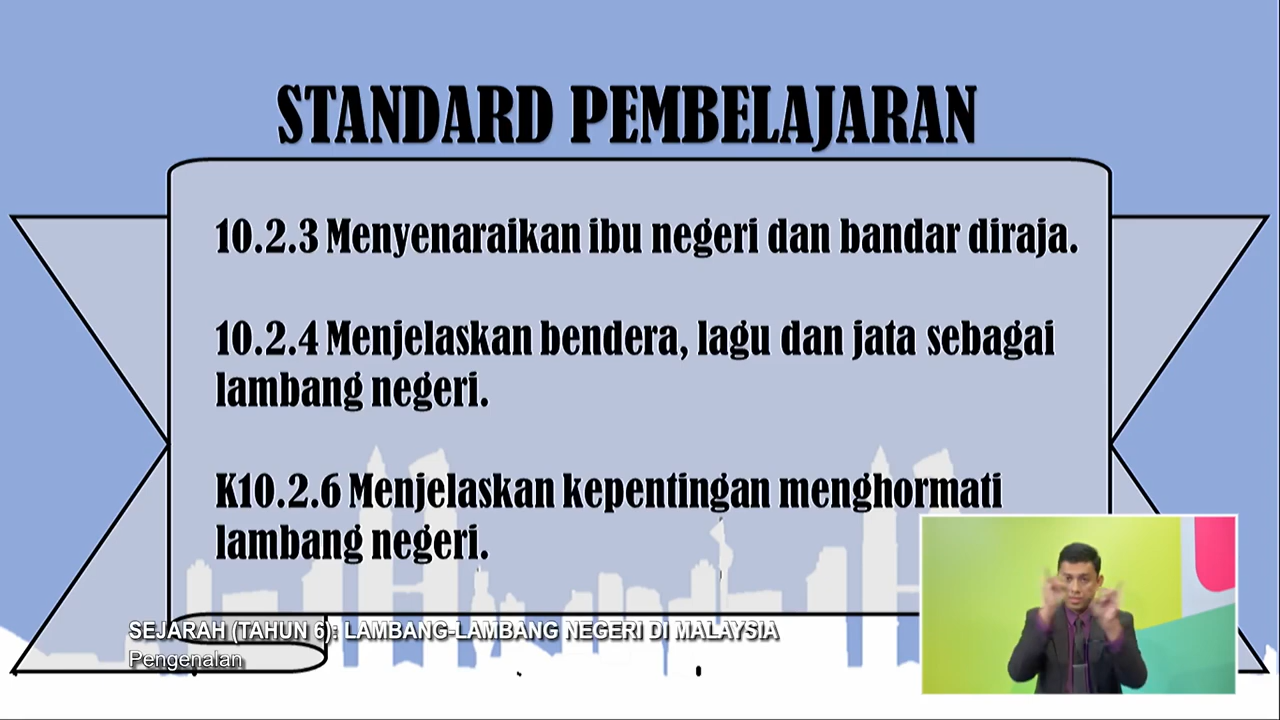 STANDARD PEMBELAJARAN
10.2.3 Menyenaraikan ibu negeri dan bandar diraja.
10.2.4 Menjelaskan bendera, lagu dan jata sebagai
lambang negeri.
K10.2.6 Menjelaskan kepentingan menghormati
lambang negeri.
SEJARAH (TAHUN 6): LAMBANG-LAMBANG NEGERI DI MALAYSIA
Pengenalan